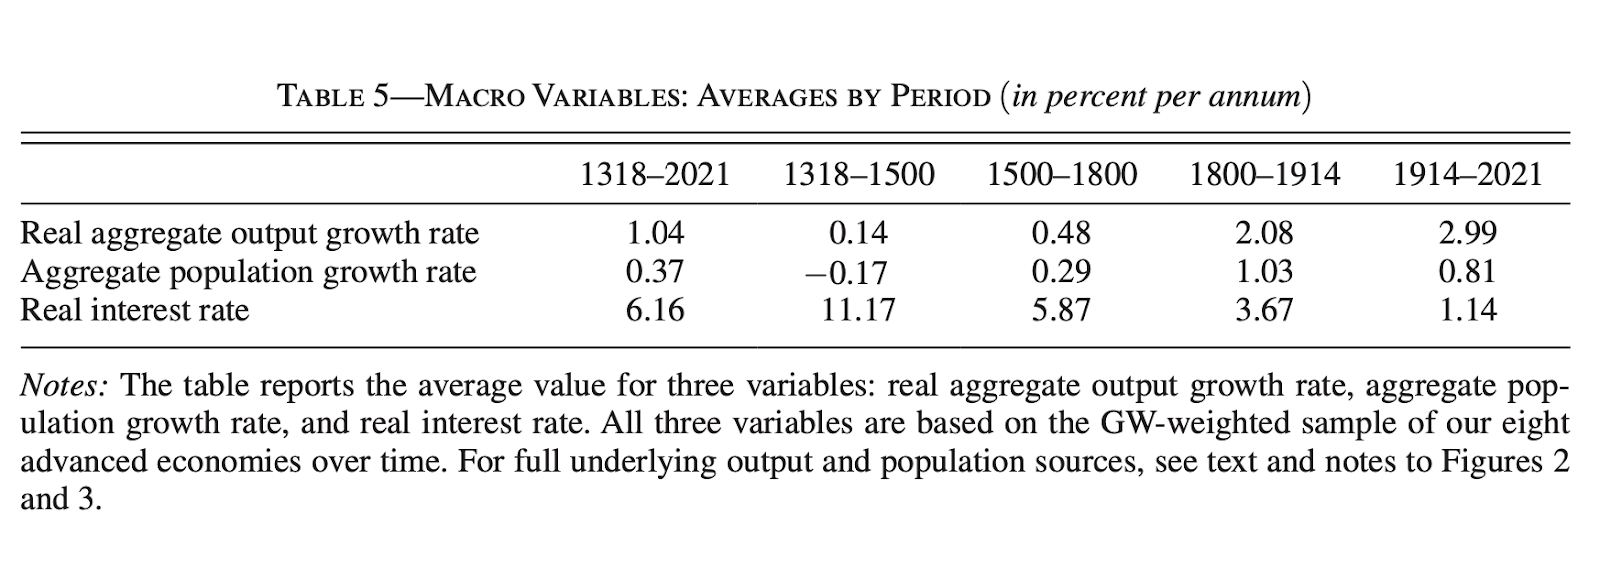 TABLE 5—MACRO VARIABLES: AVERAGES BY PERIOD (in percent per annum)
1318–2021 1318–1500 1500–1800 1800–1914 1914–2021
Real aggregate output growth rate 1.04 0.14 0.48 2.08 2.99
Aggregate population growth rate 0.37 −0.17 0.29 1.03 0.81
Real interest rate 6.16 11.17 5.87 3.67 1.14
Notes: The table reports the average value for three variables: real aggregate output growth rate, aggregate pop-
ulation growth rate, and real interest rate. All three variables are based on the GW-weighted sample of our eight
advanced economies over time. For full underlying output and population sources, see text and notes to Figures 2
and 3.